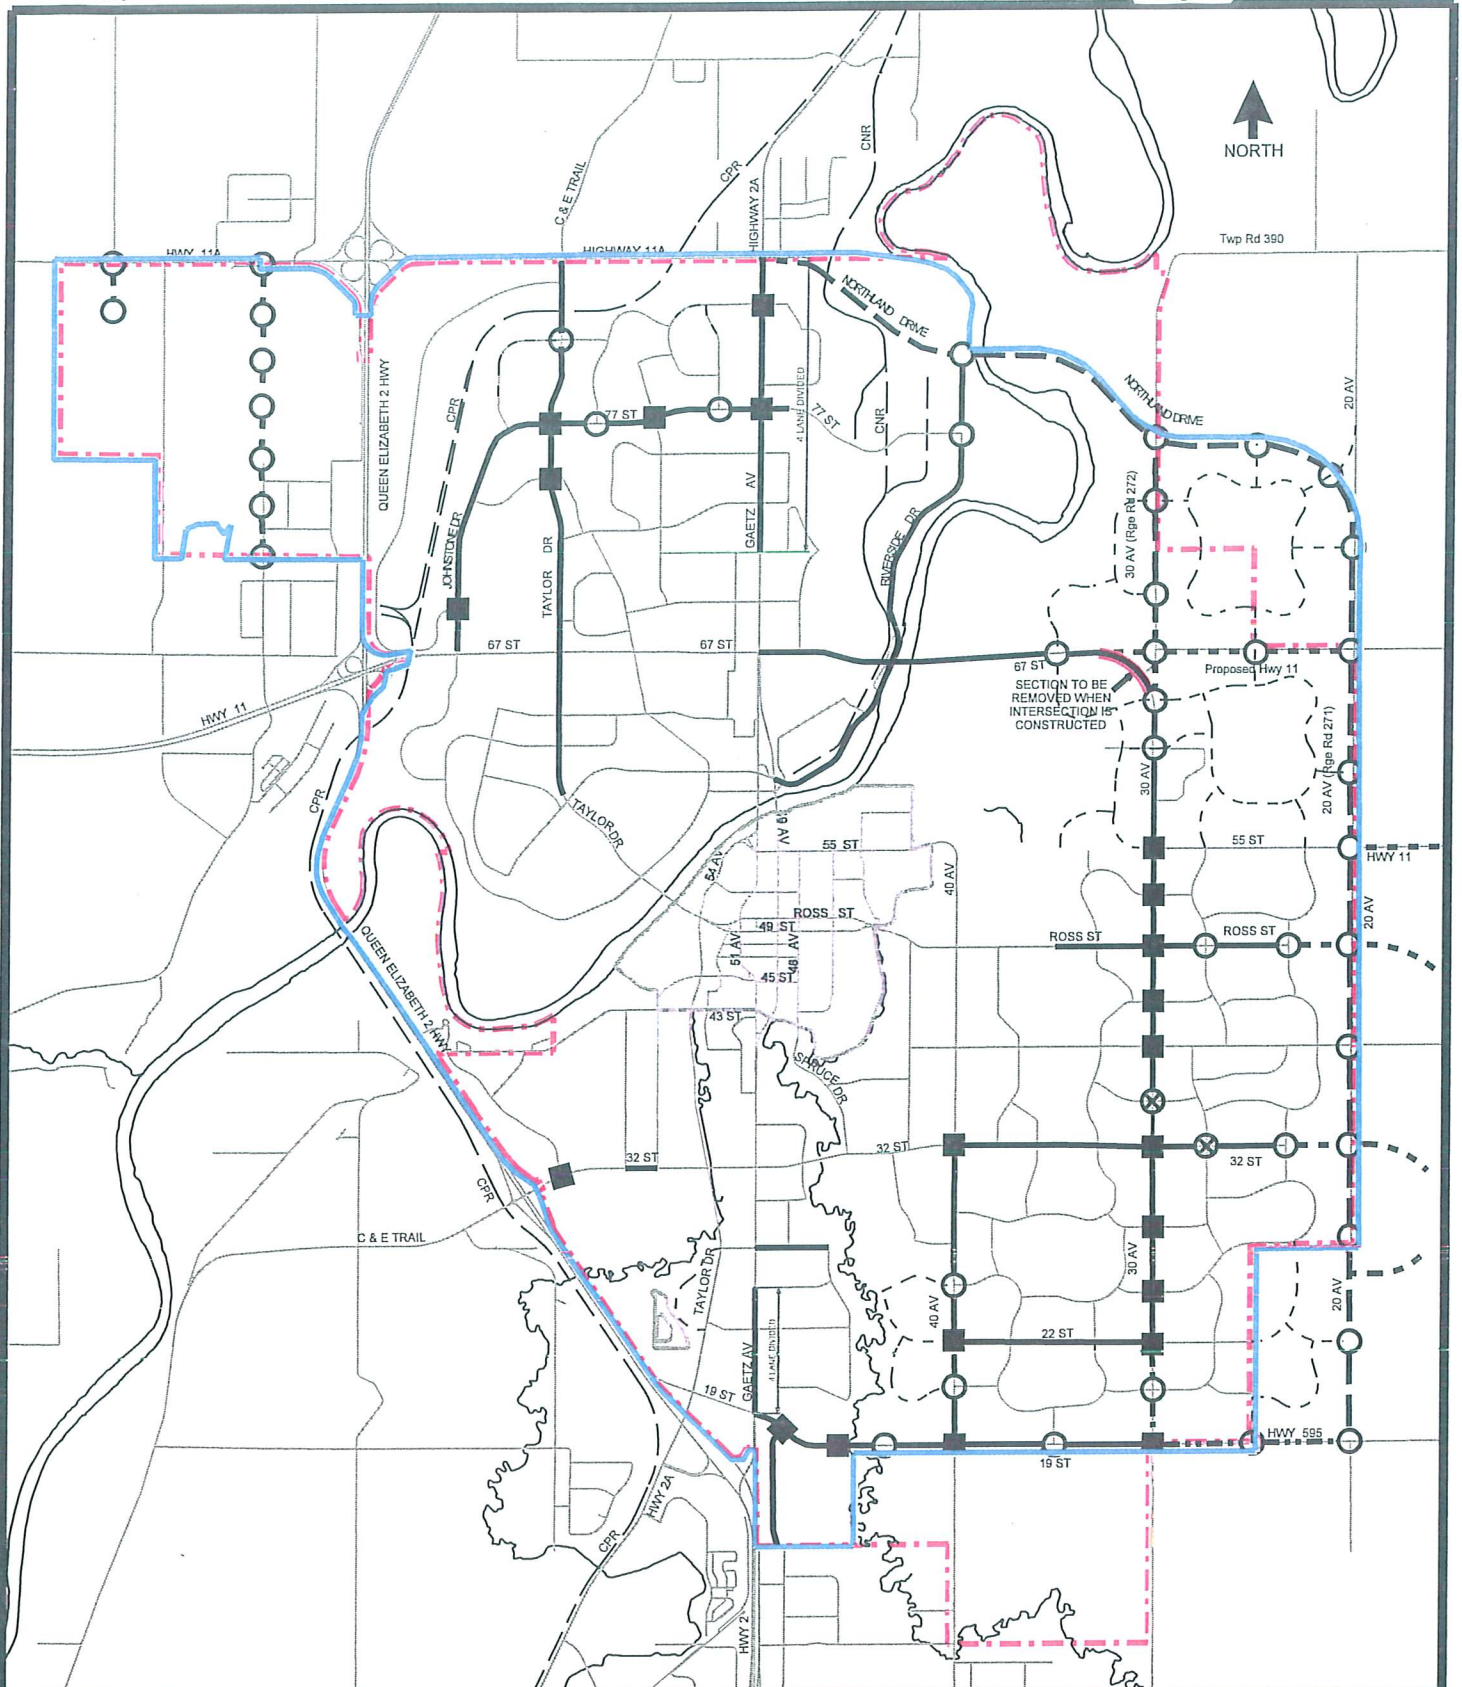 NORTH
CNR
CPR
C & E TRAIL
HIGHWAY 2A
Twp Rd 390
HWY 11A
HIGHWAY 11A
NORTHLAND DRIVE
QUEEN ELIZABETH 2 HWY
4 LANE DIVIDED
NORTHLAND DRIVE
20 AV
CPR
77 ST
77 ST
CNR
30 AV (Rge Rd 272)
GAETZ AV
JOHNSTONE DR
TAYLOR DR
RIVERSIDE DR
67 ST
67 ST
67 ST
Proposed Hwy 11
SECTION TO BE
REMOVED WHEN
INTERSECTION IS
CONSTRUCTED
HWY 11
20 AV (Rge Rd 271)
30 AV
CPR
TAYLOR DR
49 AV
55 ST
55 ST
HWY 11
54 AV
40 AV
ROSS ST
49 ST
20 AV
ROSS ST
ROSS ST
QUEEN ELIZABETH 2 HWY
51 AV
48 AV
45 ST
43 ST
SPRUCE DR
32 ST
32 ST
32 ST
CPR
C & E TRAIL
30 AV
TAYLOR DR
40 AV
20 AV
22 ST
GAETZ AV
4 LANE DIVIDED
19 ST
HWY 595
19 ST
HWY 2A
CPR
HWY 2